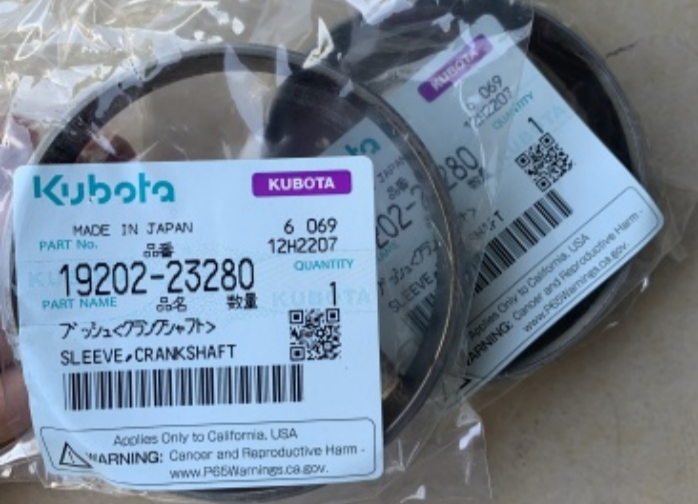 Kubota
KUBOTA
MADE IN JAPAN
6 069
PART No.
品番
12H2207
19202-23280
QUANTITY
PART NAME
品名
数量
1
ブッシュ<クランクシャフト>
SLEEVE,CRANKSHAFT
Applies Only to California, USA
WARNING: Cancer and Reproductive Harm -
www.P65Warnings.ca.gov.
KUBOTA
6 069
12H2207
QUANTITY
1
Applies Only to California, USA
WARNING: Cancer and Reproductive Harm -
www.P65Warnings.ca.gov.